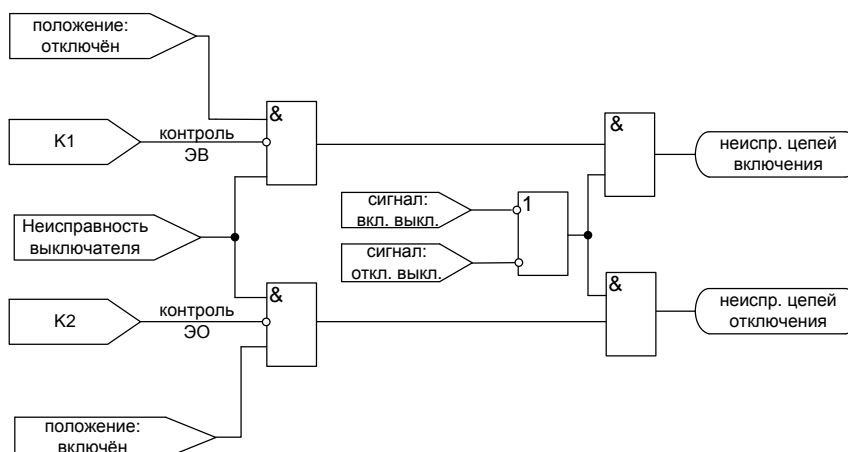 положение:
отключён
&
K1
контроль
ЭВ
&
неиспр. цепей
включения
сигнал:
вкл. выкл.
1
Неисправность
выключателя
сигнал:
откл. выкл.
&
&
K2
контроль
ЭО
неиспр. цепей
отключения
положение:
включён